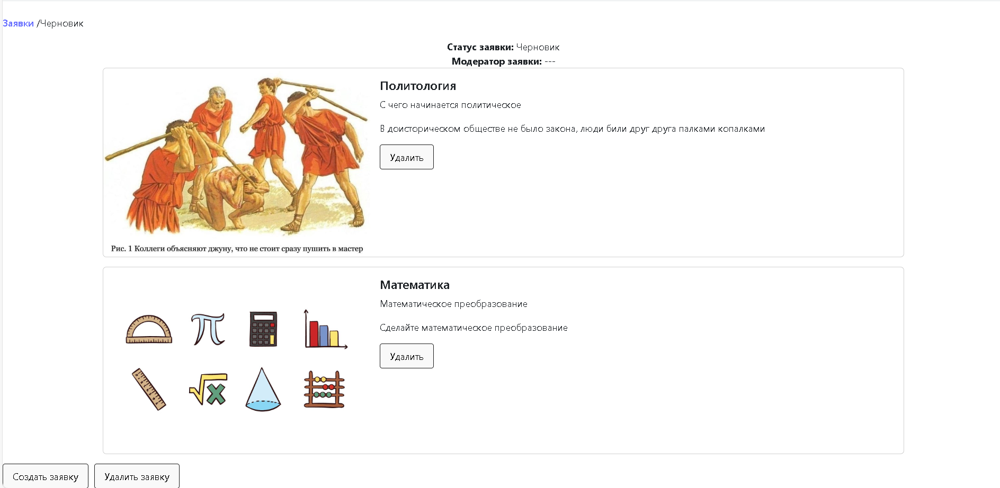 Заявки /Черновик
Статус заявки: Черновик
Модератор заявки: ---
Политология
С чего начинается политическое
В доисторическом обществе не было закона, люди били друг друга палками копалками
Удалить
Рис. 1 Коллеги объясняют джуну, что не стоит сразу пушить в мастер
Математика
Математическое преобразование
Сделайте математическое преобразование
Удалить
π
√x
Создать заявку Удалить заявку